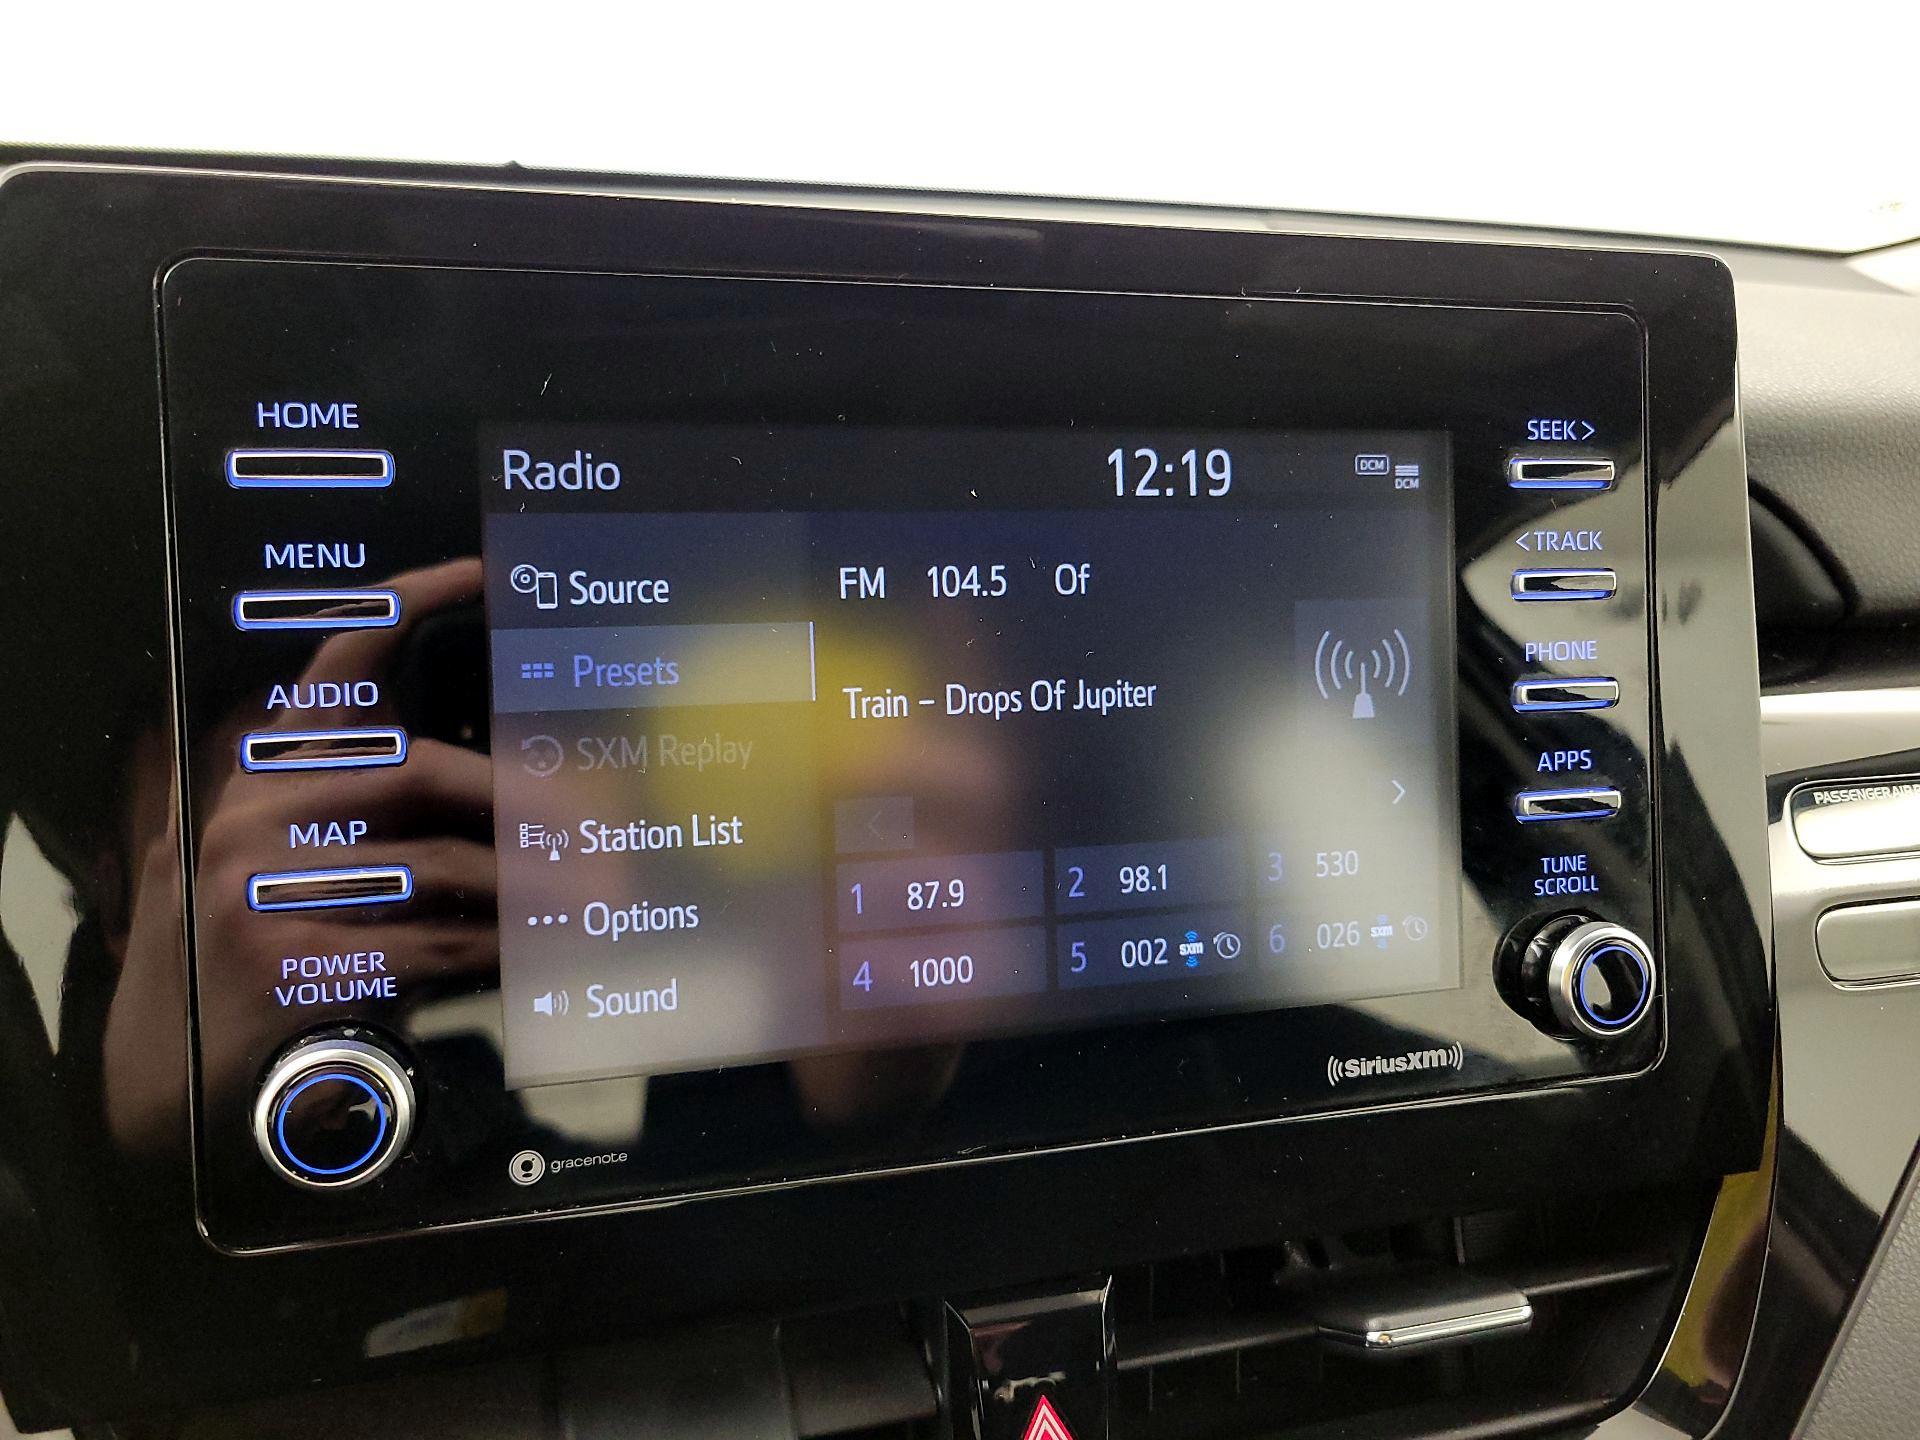 HOME
MENU
AUDIO
MAP
POWER
VOLUME
Radio 12:19 DCM DCM
Source
Presets
SXM Replay
Station List
Options
Sound
FM 104.5 Of
Train – Drops Of Jupiter
<
>
1 87.9 2 98.1 3 530
4 1000 5 002 sxm 6 026 sxm
SEEK >
< TRACK
PHONE
APPS
TUNE
SCROLL
((SiriusXM))
gracenote
PASSENGER AIR